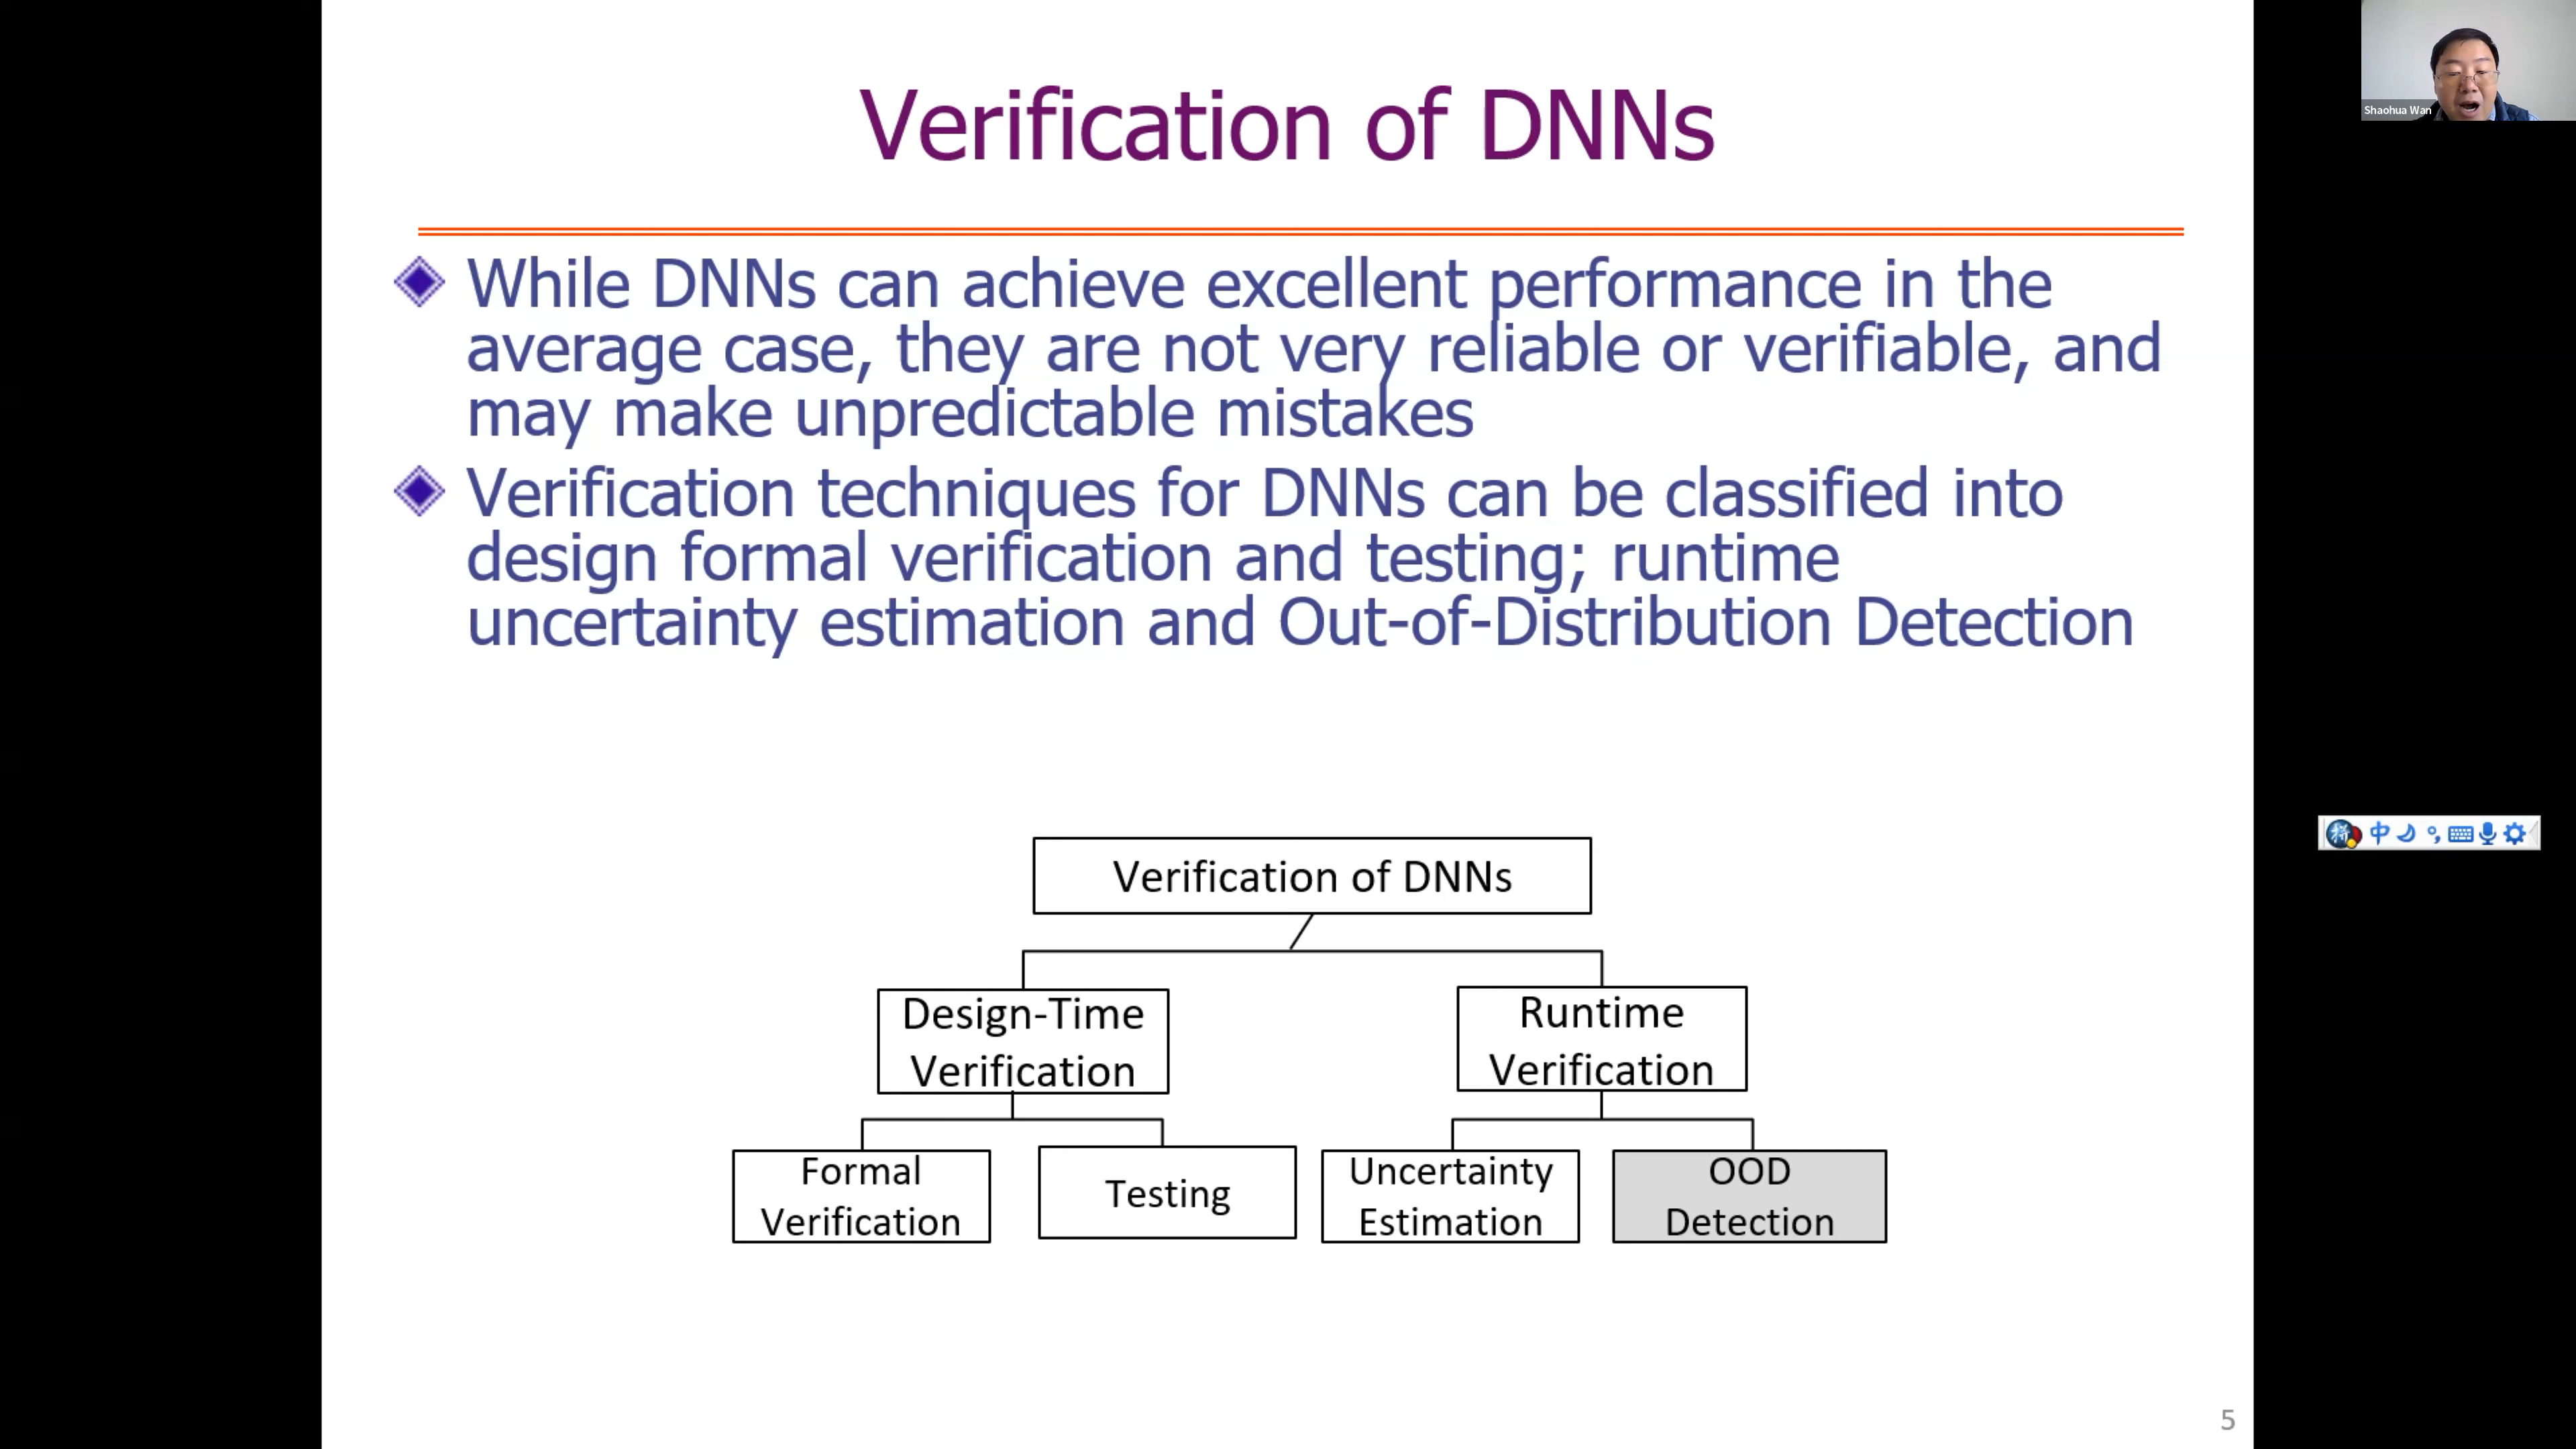 Verification of DNNs
Shaohua Wan
While DNNs can achieve excellent performance in the
average case, they are not very reliable or verifiable, and
may make unpredictable mistakes
Verification techniques for DNNs can be classified into
design formal verification and testing; runtime
uncertainty estimation and Out-of-Distribution Detection
拼 中
Verification of DNNs
Design-Time
Verification
Runtime
Verification
Formal
Verification
Testing
Uncertainty
Estimation
OOD
Detection
5